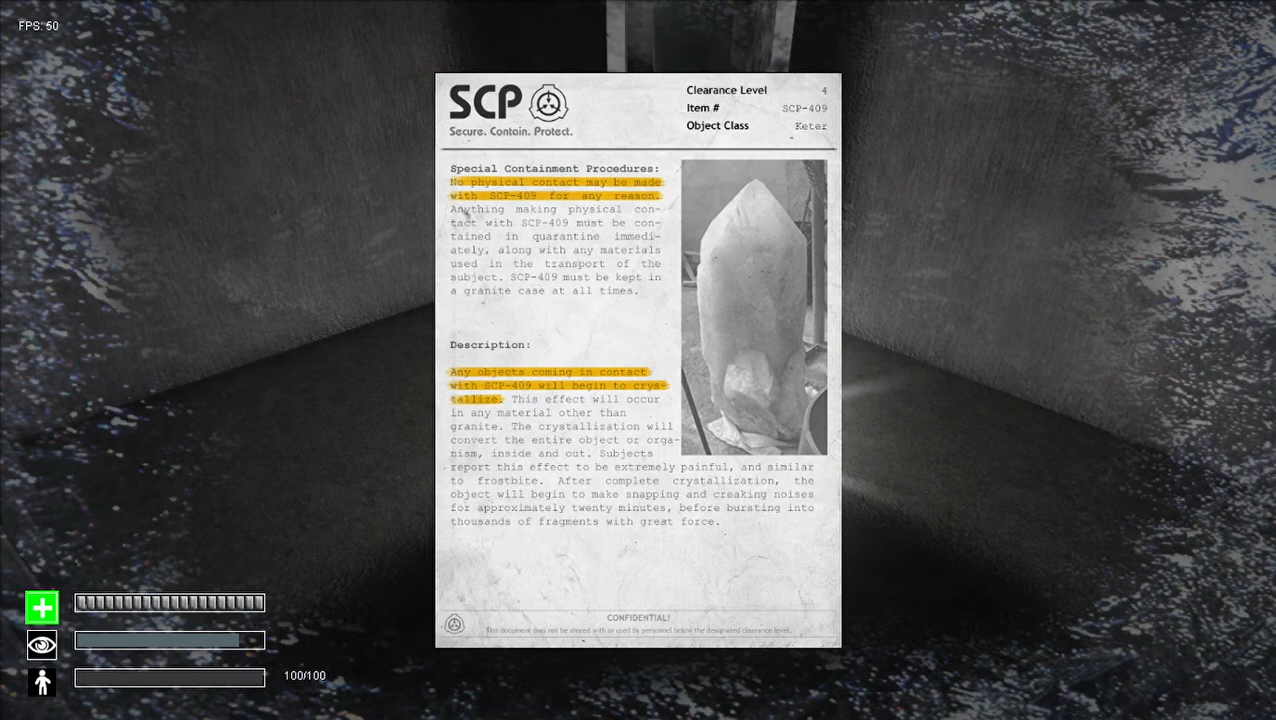 FPS: 50
SCP
Secure. Contain. Protect.
Clearance Level 4
Item # SCP-409
Object Class Keter
Special Containment Procedures:
No physical contact may be made
with SCP-409 for any reason.
Anything making physical con-
tact with SCP-409 must be con-
tained in quarantine immedi-
ately, along with any materials
used in the transport of the
subject. SCP-409 must be kept in
a granite case at all times.
Description:
Any objects coming in contact
with SCP-409 will begin to crys-
tallize. This effect will occur
in any material other than
granite. The crystallization will
convert the entire object or orga-
nism, inside and out. Subjects
report this effect to be extremely painful, and similar
to frostbite. After complete crystallization, the
object will begin to make snapping and creaking noises
for approximately twenty minutes, before bursting into
thousands of fragments with great force.
CONFIDENTIAL!
This document may not be shared with or used by personnel below the designated clearance level.
100/100